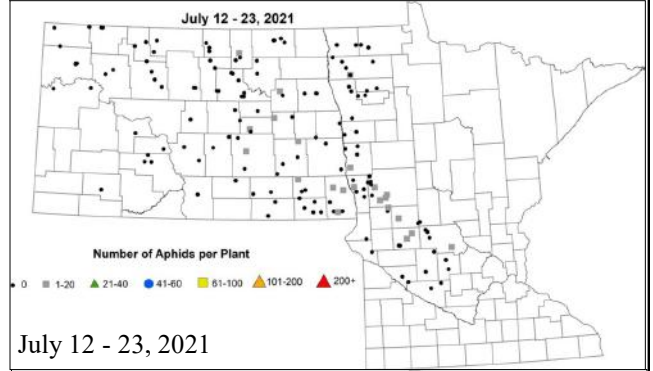 July 12 - 23, 2021
Number of Aphids per Plant
0 1-20 21-40 41-60 61-100 101-200 200+
July 12 - 23, 2021